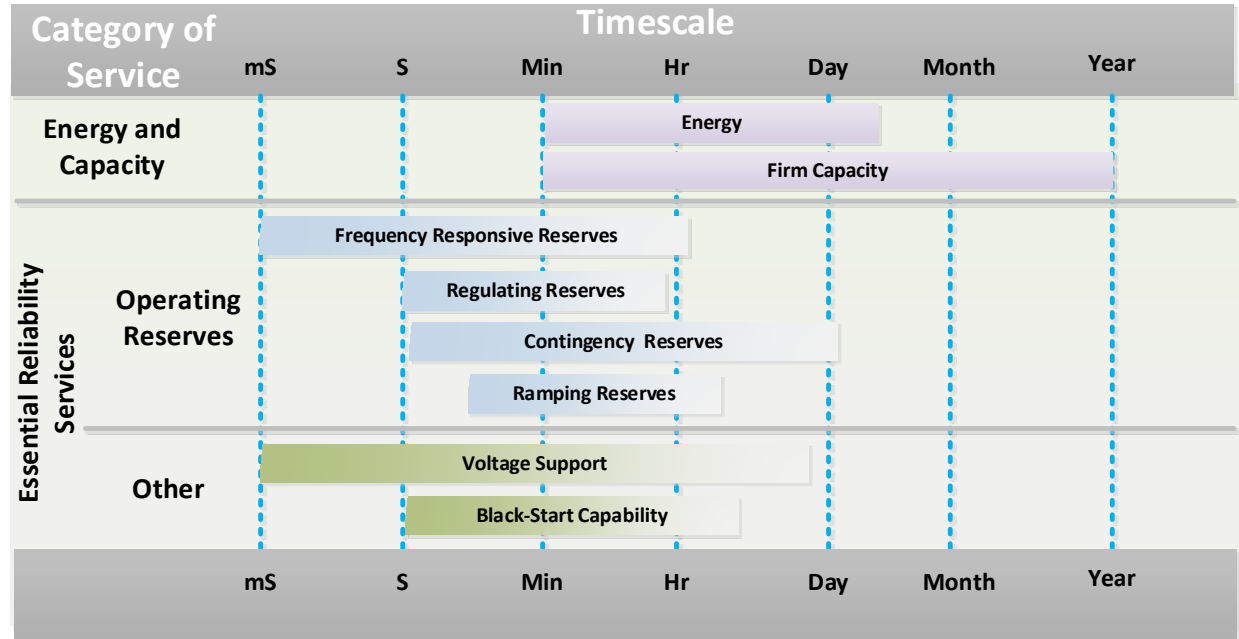 Category of
Service
Timescale
mS S Min Hr Day Month Year
Energy and
Capacity
Energy
Firm Capacity
Essential Reliability
Services
Operating
Reserves
Frequency Responsive Reserves
Regulating Reserves
Contingency Reserves
Ramping Reserves
Other
Voltage Support
Black-Start Capability
mS S Min Hr Day Month Year